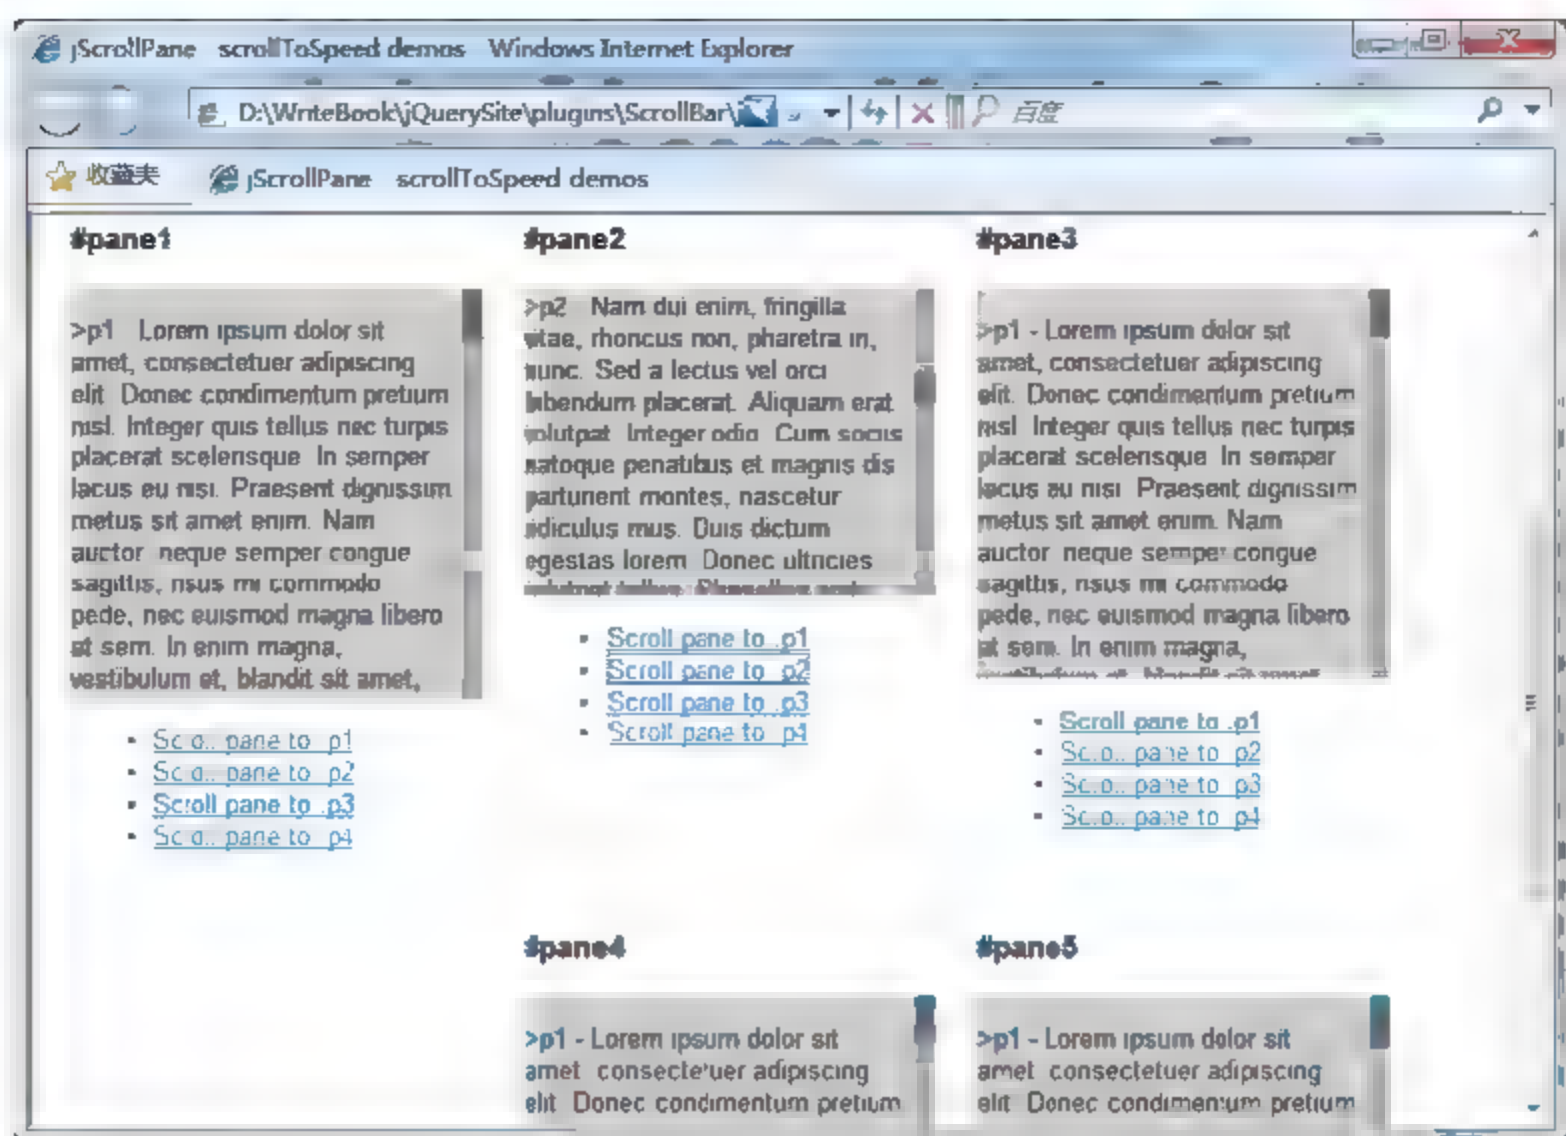 jScrollPane scrollToSpeed demos Windows Internet Explorer
D:\WriteBook\jQuerySite\plugins\ScrollBar\
百度
收藏夹
jScrollPane scrollToSpeed demos
#pane1
>p1 Lorem ipsum dolor sit
amet, consectetuer adipiscing
elit Donec condimentum pretium
nisl. Integer quis tellus nec turpis
placerat scelerisque In semper
lacus eu nisi. Praesent dignissim
metus sit amet enim. Nam
auctor neque semper congue
sagittis, risus mi commodo
pede, nec euismod magna libero
at sem. In enim magna,
vestibulum et, blandit sit amet,
Scroll pane to p1
Scroll pane to p2
Scroll pane to .p3
Scroll pane to p4
#pane2
>p2 Nam dui enim, fringilla
vitae, rhoncus non, pharetra in,
nunc. Sed a lectus vel orci
bibendum placerat. Aliquam erat
volutpat Integer odio Cum sociis
natoque penatibus et magnis dis
parturient montes, nascetur
ridiculus mus. Duis dictum
egestas lorem Donec ultricies
Scroll pane to .p1
Scroll pane to .p2
Scroll pane to .p3
Scroll pane to p4
#pane3
>p1 - Lorem ipsum dolor sit
amet, consectetuer adipiscing
elit. Donec condimentum pretium
nisl Integer quis tellus nec turpis
placerat scelerisque In semper
lacus eu nisi Praesent dignissim
metus sit amet enim. Nam
auctor neque semper congue
sagittis, risus mi commodo
pede, nec euismod magna libero
at sem. In enim magna,
Scroll pane to .p1
Scroll pane to p2
Scroll pane to p3
Scroll pane to p4
#pane4
>p1 - Lorem ipsum dolor sit
amet consectetuer adipiscing
elit Donec condimentum pretium
#pane5
>p1 - Lorem ipsum dolor sit
amet consectetuer adipiscing
elit Donec condimentum pretium